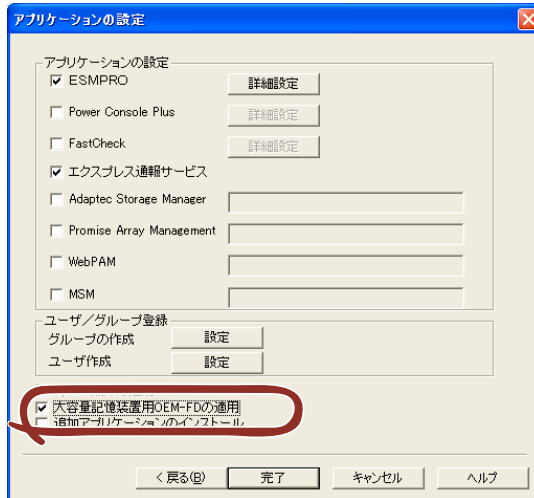 アプリケーションの設定
アプリケーションの設定
ESMPRO 詳細設定
Power Console Plus 詳細設定
FastCheck 詳細設定
エクスプレス通報サービス
Adaptec Storage Manager
Promise Array Management
WebPAM
MSM
ユーザ/グループ登録
グループの作成 設定
ユーザ作成 設定
大容量記憶装置用OEM-FDの適用
追加アプリケーションのインストール
< 戻る(B) 完了 キャンセル ヘルプ